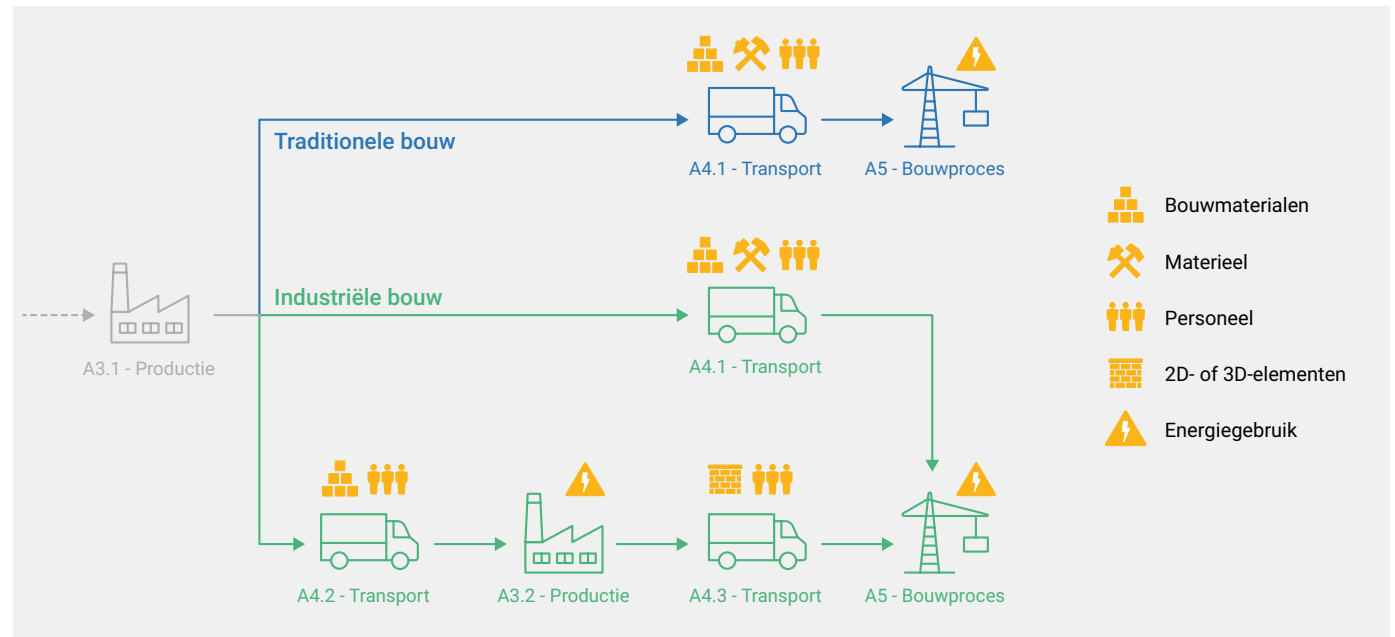 Traditionele bouw
A4.1 - Transport
A5 - Bouwproces
Bouwmaterialen
Materieel
Personeel
2D- of 3D-elementen
Energiegebruik
Industriële bouw
A3.1 - Productie
A4.1 - Transport
A4.2 - Transport
A3.2 - Productie
A4.3 - Transport
A5 - Bouwproces